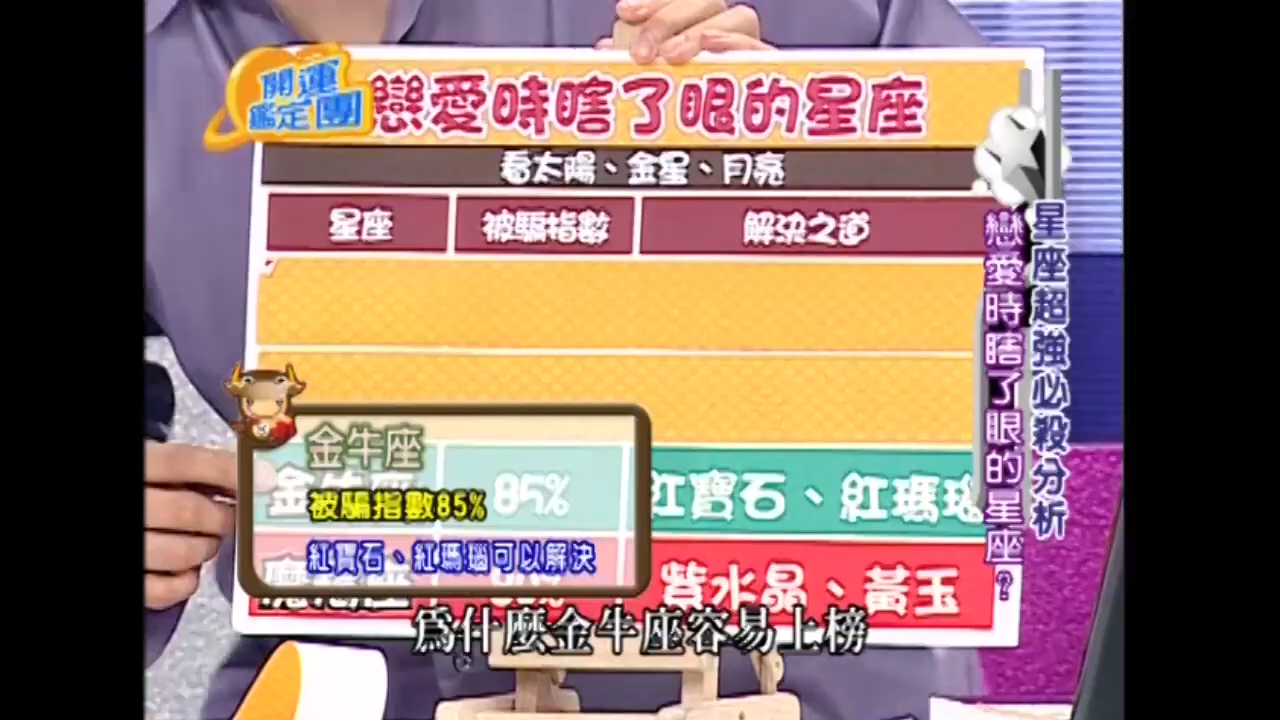 開運
鑑定團
戀愛時瞎了眼的星座
看太陽、金星、月亮
星座
被騙指數
解決之道
85%
紅寶石、紅瑪瑙
紫水晶、黃玉
金牛座
被騙指數85%
紅寶石、紅瑪瑙可以解決
星座超強必殺分析
戀愛時瞎了眼的星座?
為什麼金牛座容易上榜